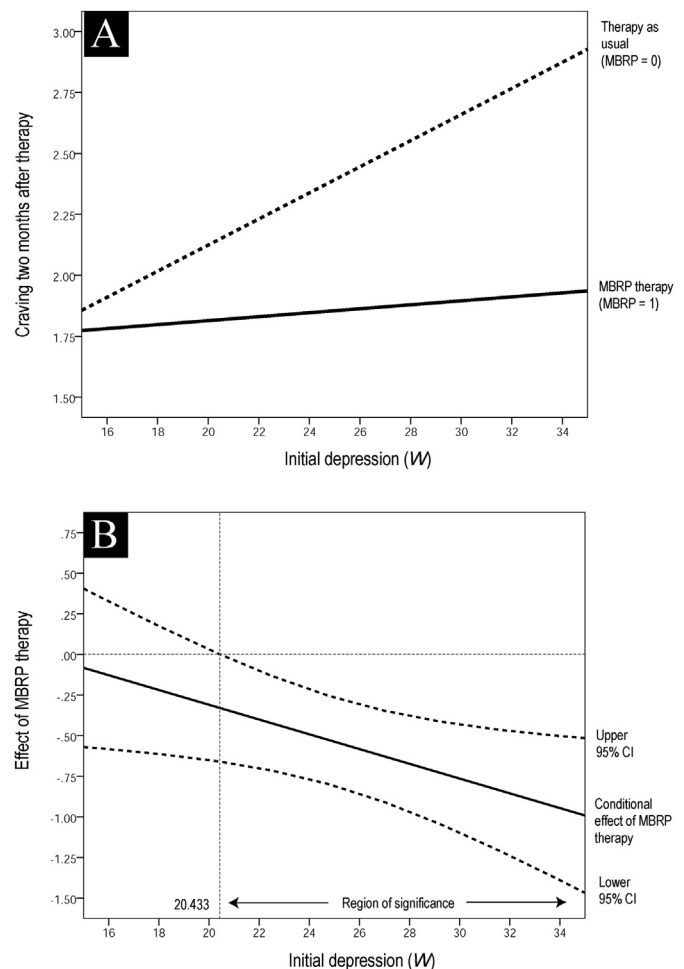 A
3.00
2.75
2.50
2.25
2.00
1.75
1.50
Craving two months after therapy
16 18 20 22 24 26 28 30 32 34
Initial depression (W)
Therapy as
usual
(MBRP = 0)
MBRP therapy
(MBRP = 1)
B
.75
.50
.25
.00
-.25
-.50
-.75
-1.00
-1.25
-1.50
Effect of MBRP therapy
20.433
Region of significance
16 18 20 22 24 26 28 30 32 34
Initial depression (W)
Upper
95% CI
Conditional
effect of MBRP
therapy
Lower
95% CI